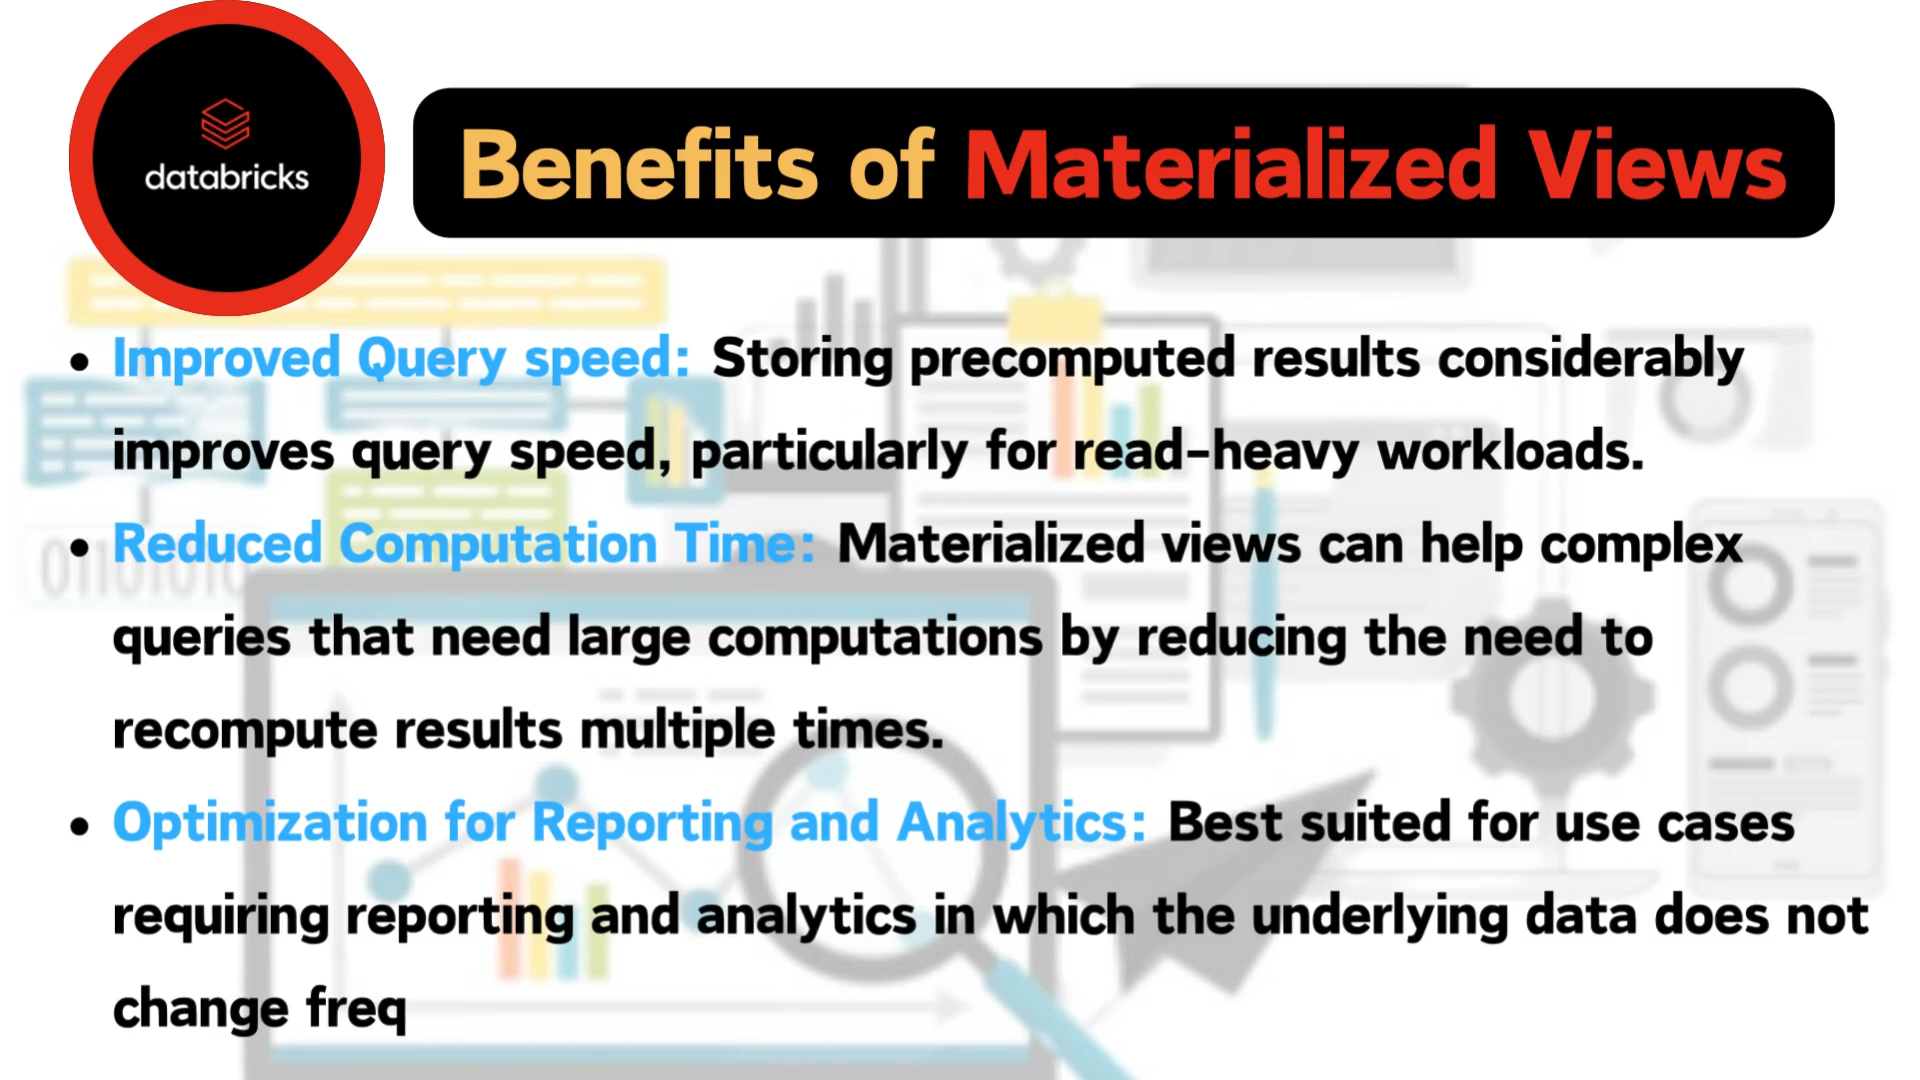 databricks
Benefits of Materialized Views
• Improved Query speed: Storing precomputed results considerably
improves query speed, particularly for read-heavy workloads.
• Reduced Computation Time: Materialized views can help complex
queries that need large computations by reducing the need to
recompute results multiple times.
• Optimization for Reporting and Analytics: Best suited for use cases
requiring reporting and analytics in which the underlying data does not
change freq